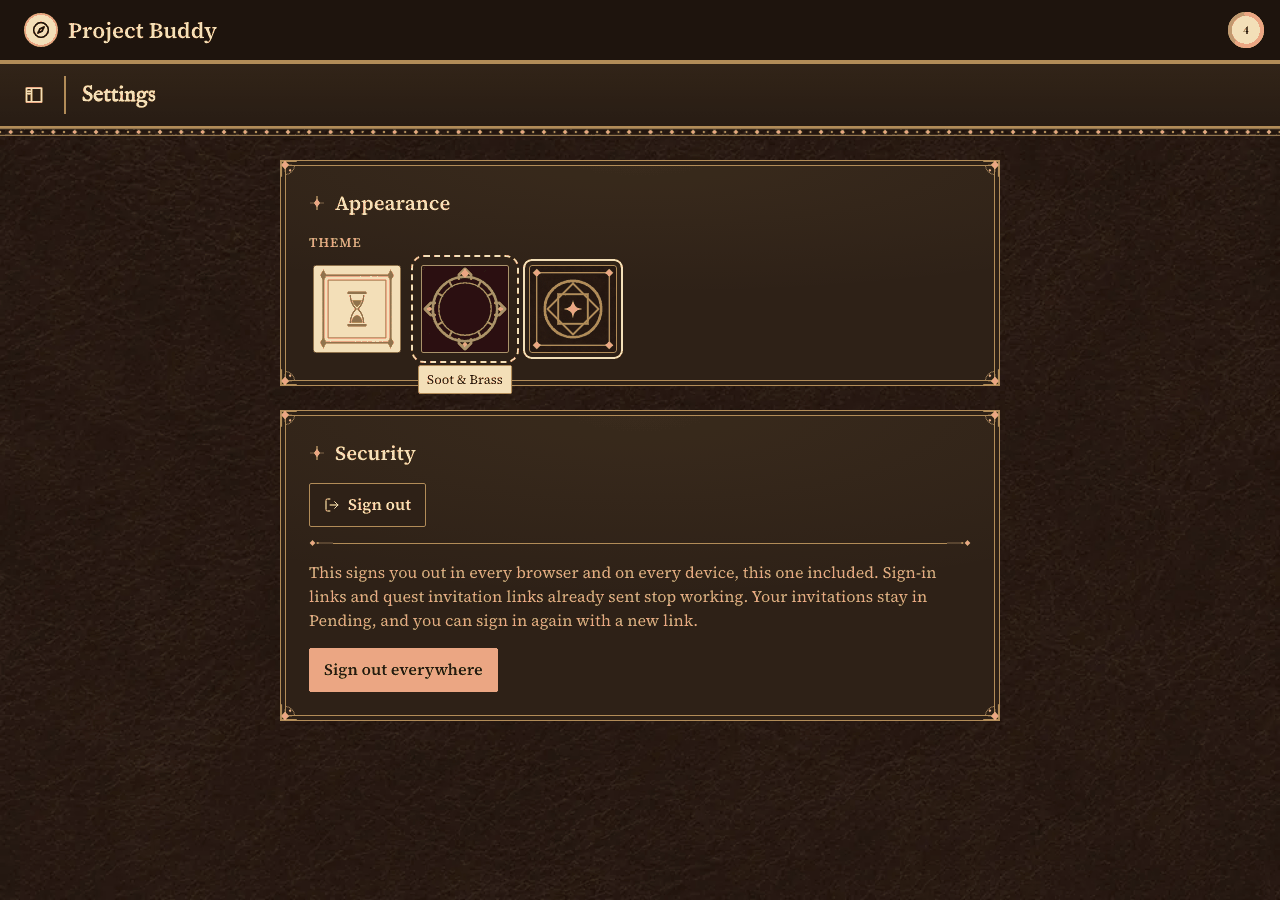 Project Buddy
4
Settings
Appearance
THEME
Soot & Brass
Security
Sign out
This signs you out in every browser and on every device, this one included. Sign-in
links and quest invitation links already sent stop working. Your invitations stay in
Pending, and you can sign in again with a new link.
Sign out everywhere